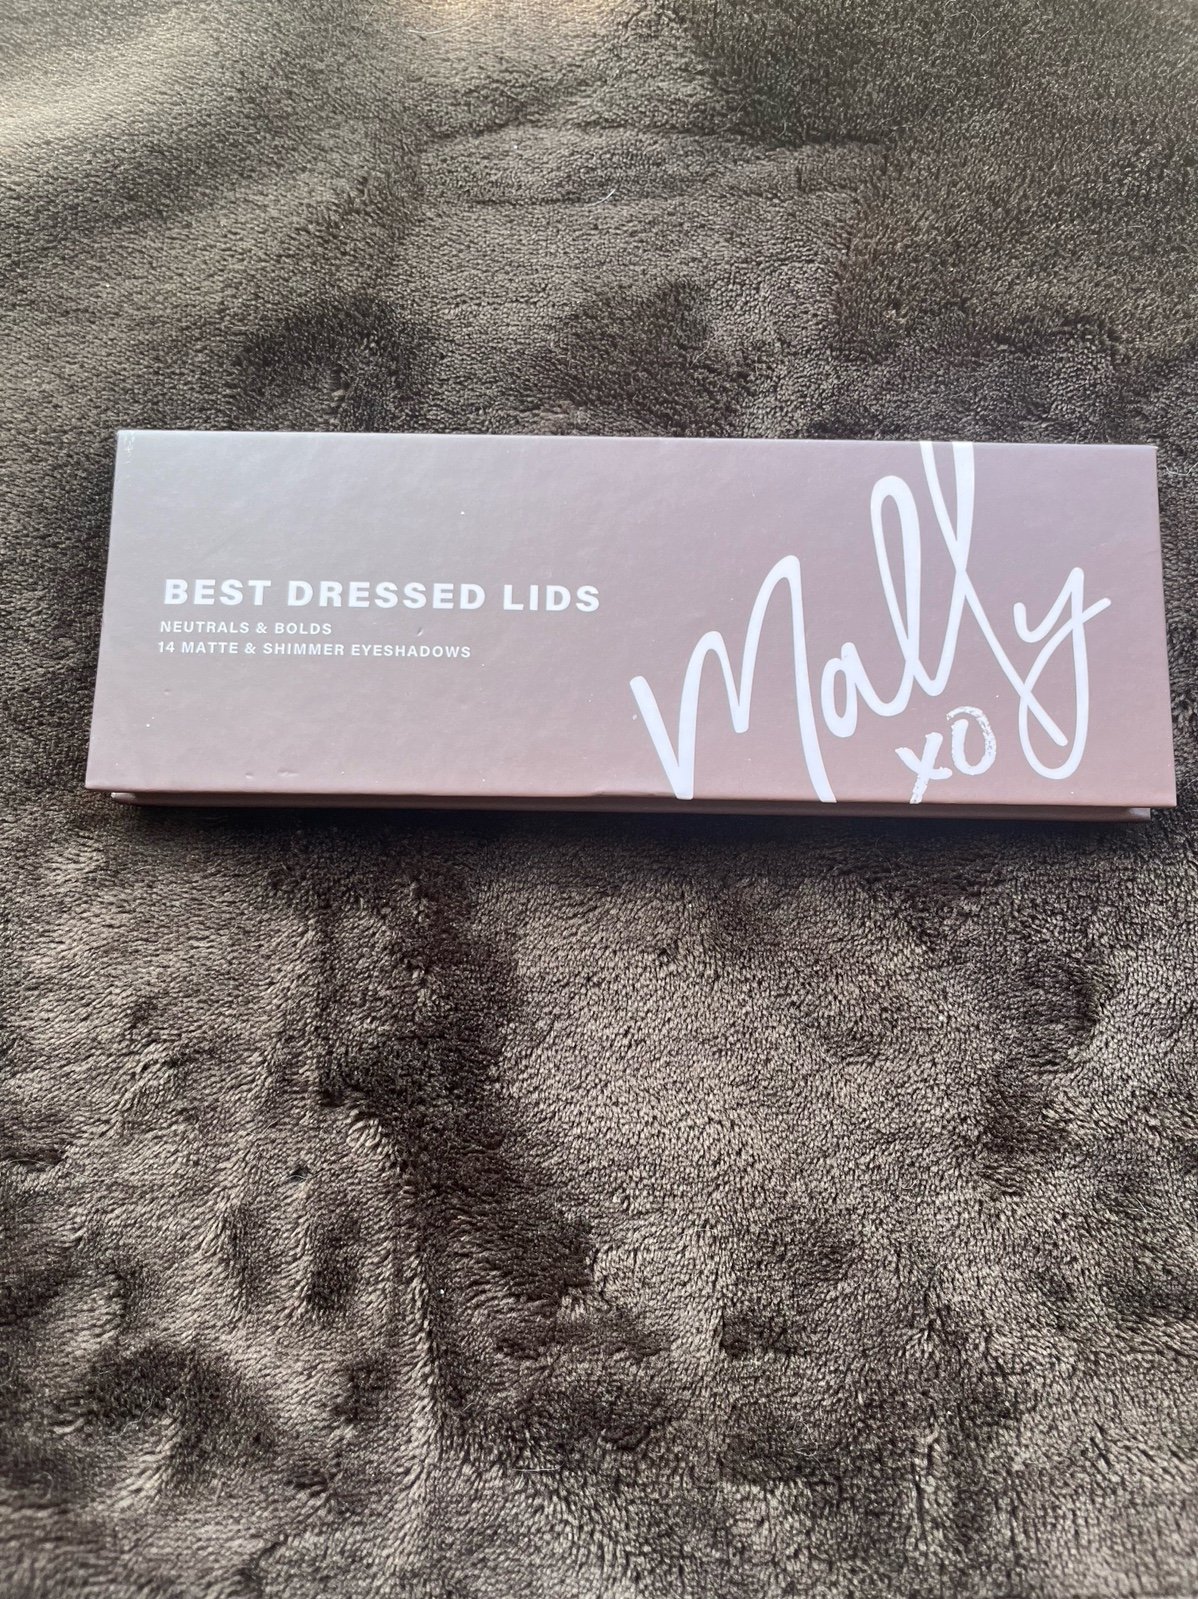 BEST DRESSED LIDS
NEUTRALS & BOLDS
14 MATTE & SHIMMER EYESHADOWS
Mally
xo